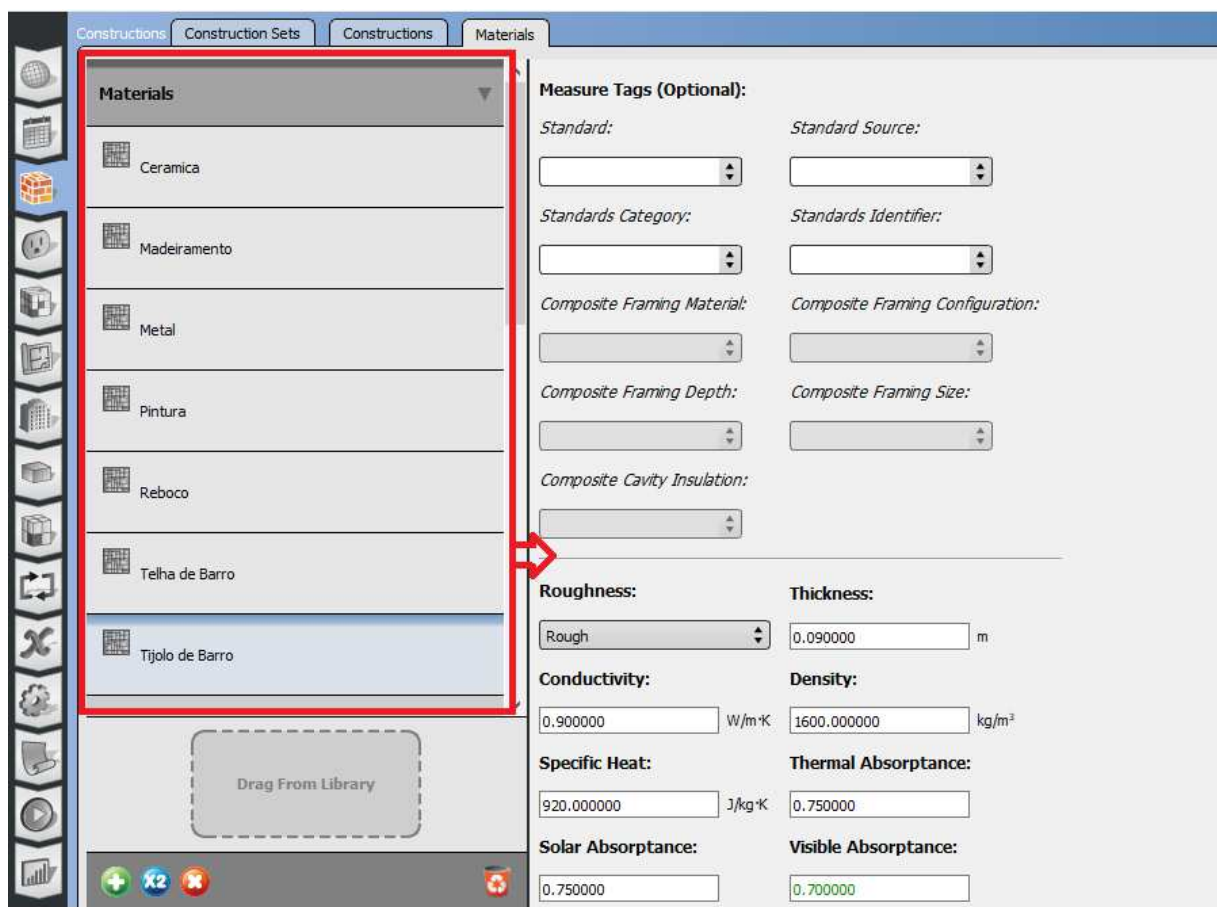 Constructions Construction Sets Constructions Materials
Materials
Ceramica
Madeiramento
Metal
Pintura
Reboco
Telha de Barro
Tijolo de Barro
Drag From Library
X2
Measure Tags (Optional):
Standard: Standard Source:
Standards Category: Standards Identifier:
Composite Framing Material: Composite Framing Configuration:
Composite Framing Depth: Composite Framing Size:
Composite Cavity Insulation:
Roughness: Thickness:
Rough 0.090000 m
Conductivity: Density:
0.900000 W/m·K 1600.000000 kg/m³
Specific Heat: Thermal Absorptance:
920.000000 J/kg·K 0.750000
Solar Absorptance: Visible Absorptance:
0.750000 0.700000